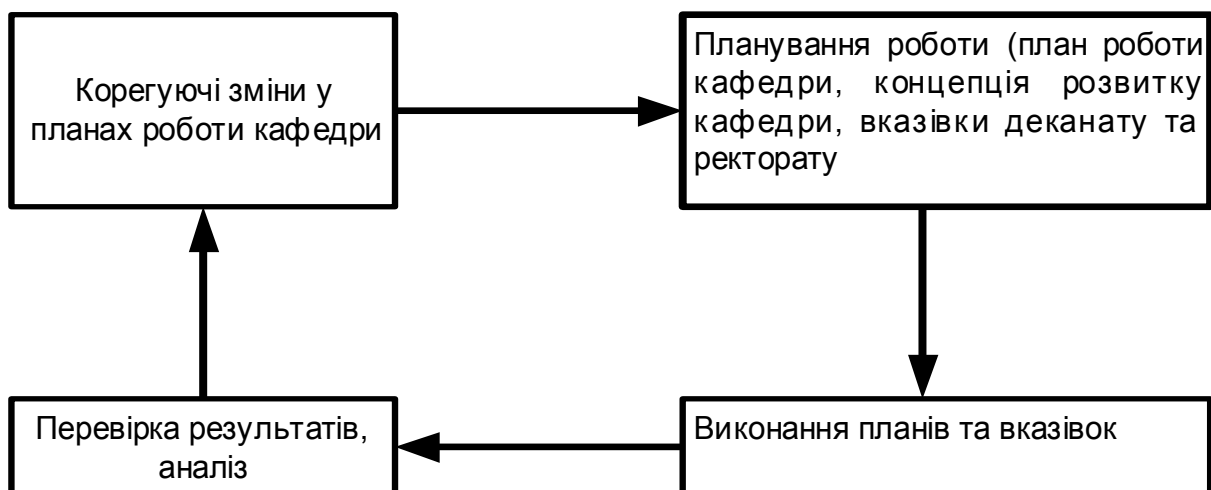 Корегуючі зміни у
планах роботи кафедри
Планування роботи (план роботи
кафедри, концепція розвитку
кафедри, вказівки деканату та
ректорату
Перевірка результатів,
аналіз
Виконання планів та вказівок